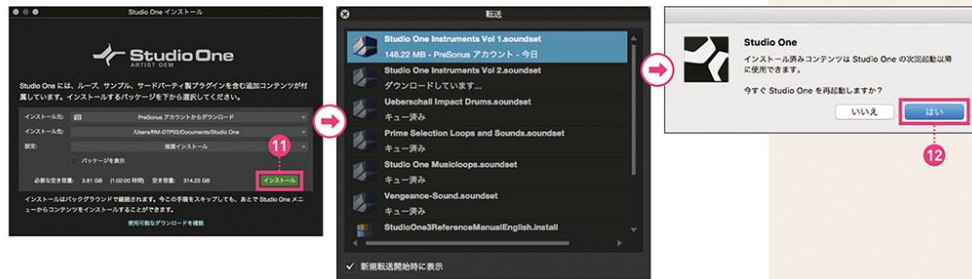 Studio One インストール
Studio One
ARTIST OEM
Studio One には、ループ、サンプル、サードパーティ製プラグインを含む追加コンテンツが付
属しています。インストールするパッケージを下から選択してください。
インストール元: PreSonus アカウントからダウンロード
インストール先: /Users/RM-DTP03/Documents/Studio One
設定: 推奨インストール
パッケージを表示
必要な空き容量: 3.81 GB (1:02:00 時間) 空き容量: 314.23 GB インストール
11
インストールはバックグラウンドで継続されます。今この手順をスキップしても、あとで Studio One メニ
ューからコンテンツをインストールすることができます。
使用可能なダウンロードを確認
転送
Studio One Instruments Vol 1.soundset
148.22 MB - PreSonus アカウント - 今日
Studio One Instruments Vol 2.soundset
ダウンロードしています...
Ueberschall Impact Drums.soundset
キュー済み
Prime Selection Loops and Sounds.soundset
キュー済み
Studio One Musicloops.soundset
キュー済み
Vengeance-Sound.soundset
キュー済み
StudioOne3ReferenceManualEnglish.install
新規転送開始時に表示
Studio One
インストール済みコンテンツは Studio One の次回起動以降
に使用できます。
今すぐ Studio One を再起動しますか？
いいえ はい
12